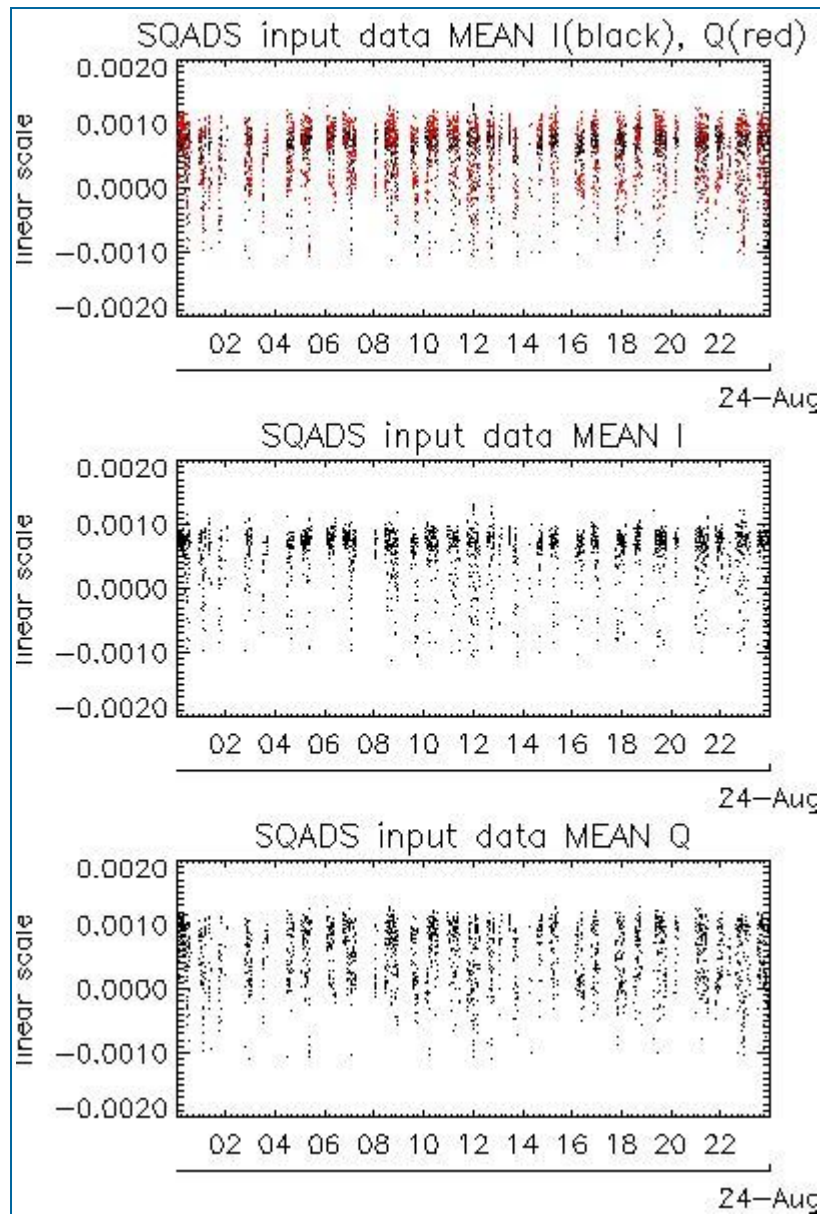 SQADS input data MEAN I(black), Q(red)
0.0020
0.0010
0.0000
−0.0010
−0.0020
linear scale
02 04 06 08 10 12 14 16 18 20 22
24−Aug
SQADS input data MEAN I
0.0020
0.0010
0.0000
−0.0010
−0.0020
linear scale
02 04 06 08 10 12 14 16 18 20 22
24−Aug
SQADS input data MEAN Q
0.0020
0.0010
0.0000
−0.0010
−0.0020
linear scale
02 04 06 08 10 12 14 16 18 20 22
24−Aug